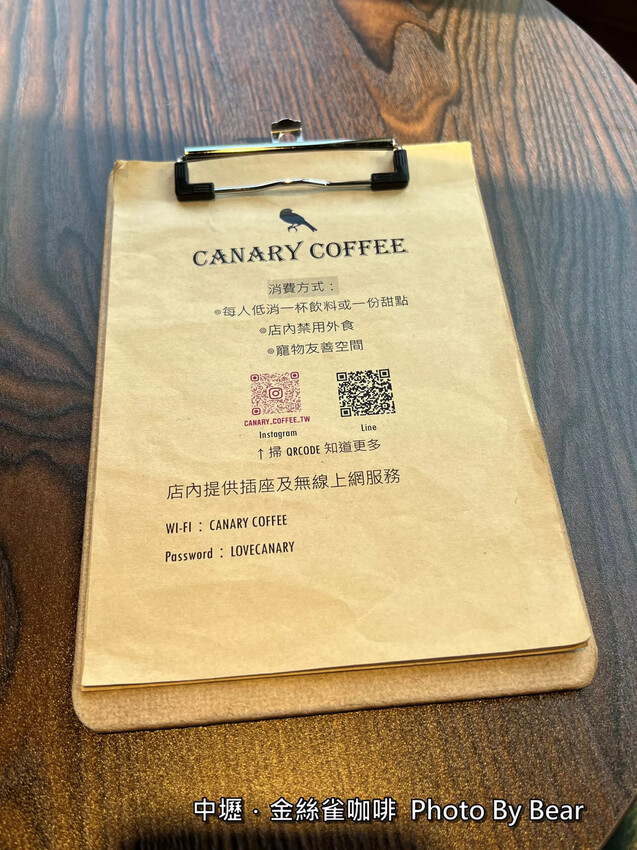 CANARY COFFEE
消費方式：
◎每人低消一杯飲料或一份甜點
◎店內禁用外食
◎寵物友善空間
CANARY.COFFEE.TW
Instagram
Line
↑掃 QRCODE 知道更多
店內提供插座及無線上網服務
WI-FI：CANARY COFFEE
Password：LOVECANARY
中壢．金絲雀咖啡 Photo By Bear